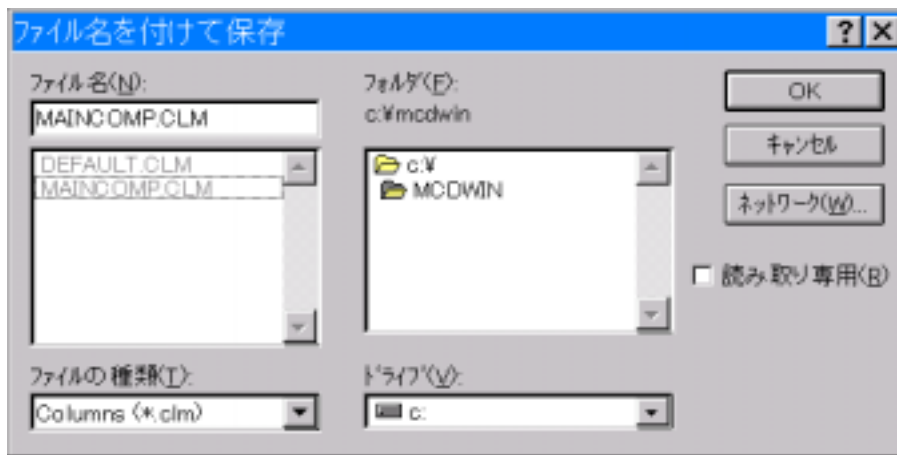 ファイル名を付けて保存
ファイル名(N):
MAINCOMP.CLM
DEFAULT.CLM
MAINCOMP.CLM
ファイルの種類(T):
Columns (*.clm)
フォルダ(F):
c:¥mcdwin
c:¥
MCDWIN
ドライブ(V):
c:
OK
キャンセル
ネットワーク(W)...
読み取り専用(R)